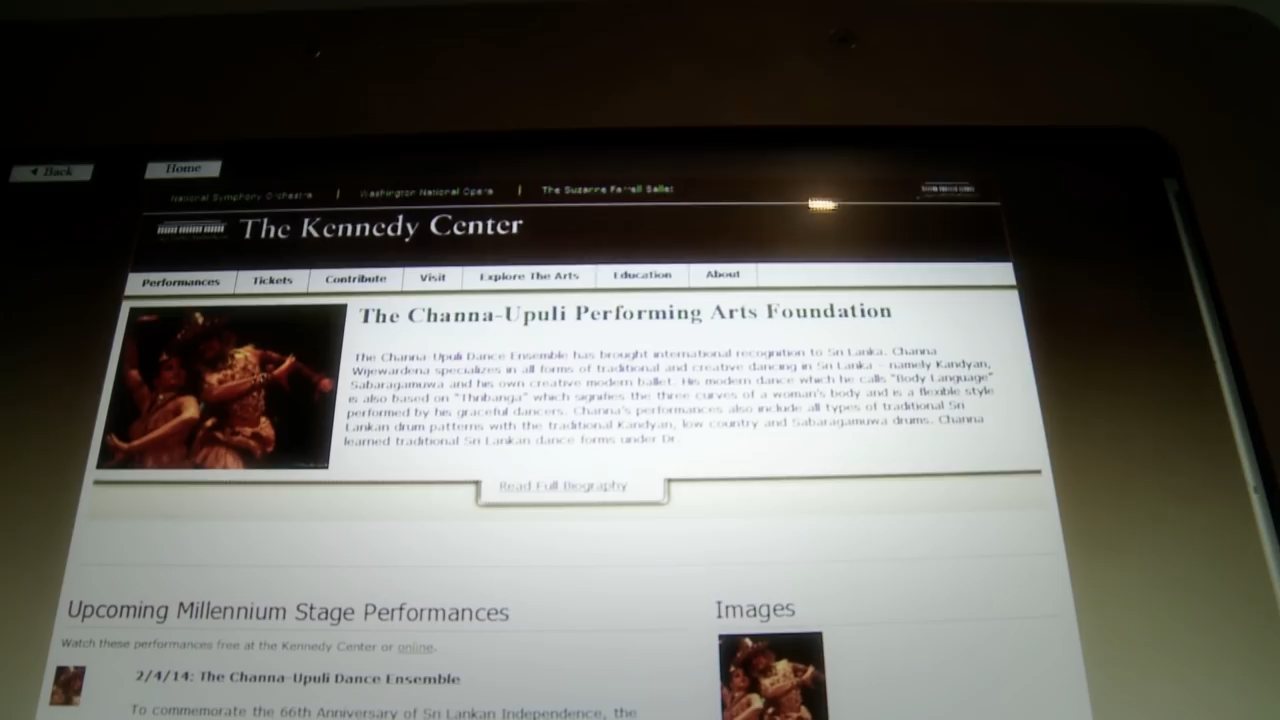 Back
Home
National Symphony Orchestra | Washington National Opera | The Suzanne Farrell Ballet
The Kennedy Center
Performances Tickets Contribute Visit Explore The Arts Education About
The Channa-Upuli Performing Arts Foundation
The Channa-Upuli Dance Ensemble has brought international recognition to Sri Lanka. Channa
Wijewardena specializes in all forms of traditional and creative dancing in Sri Lanka - namely Kandyan,
Sabaragamuwa and his own creative modern ballet. His modern dance which he calls "Body Language"
is also based on "Thribanga" which signifies the three curves of a woman's body and is a flexible style
performed by his graceful dancers. Channa's performances also include all types of traditional Sri
Lankan drum patterns with the traditional Kandyan, low country and Sabaragamuwa drums. Channa
learned traditional Sri Lankan dance forms under Dr.
Read Full Biography
Upcoming Millennium Stage Performances
Images
Watch these performances free at the Kennedy Center or online.
2/4/14: The Channa-Upuli Dance Ensemble
To commemorate the 66th Anniversary of Sri Lankan Independence, the